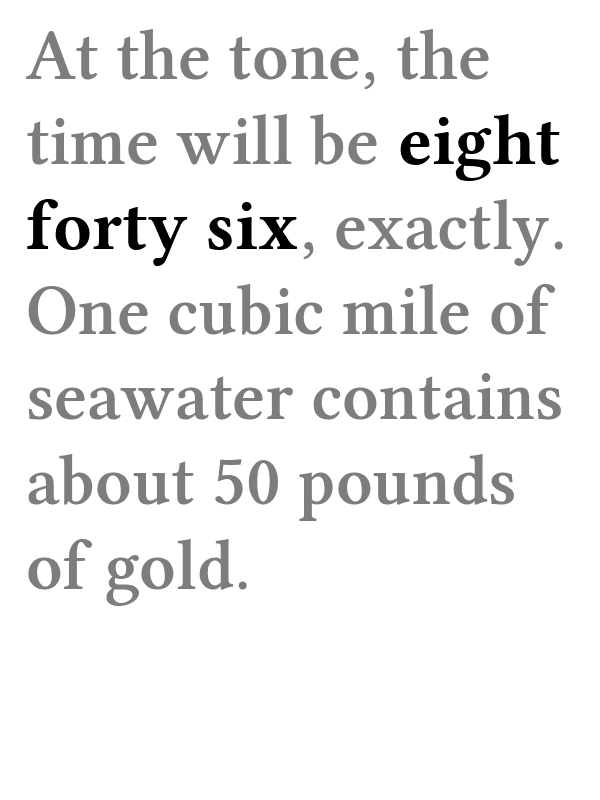 At the tone, the
time will be eight
forty six, exactly.
One cubic mile of
seawater contains
about 50 pounds
of gold.